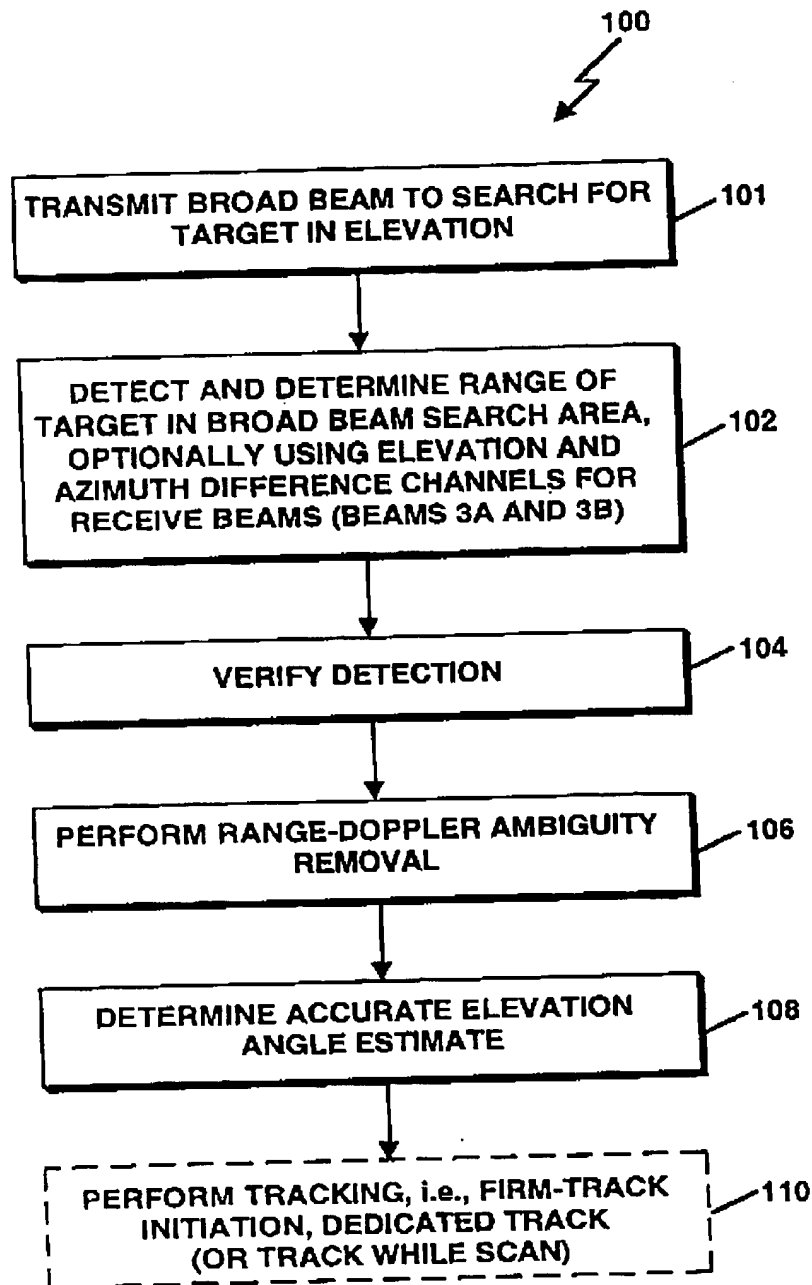 100
TRANSMIT BROAD BEAM TO SEARCH FOR
TARGET IN ELEVATION
101
DETECT AND DETERMINE RANGE OF
TARGET IN BROAD BEAM SEARCH AREA,
OPTIONALLY USING ELEVATION AND
AZIMUTH DIFFERENCE CHANNELS FOR
RECEIVE BEAMS (BEAMS 3A AND 3B)
102
VERIFY DETECTION
104
PERFORM RANGE-DOPPLER AMBIGUITY
REMOVAL
106
DETERMINE ACCURATE ELEVATION
ANGLE ESTIMATE
108
PERFORM TRACKING, i.e., FIRM-TRACK
INITIATION, DEDICATED TRACK
(OR TRACK WHILE SCAN)
110